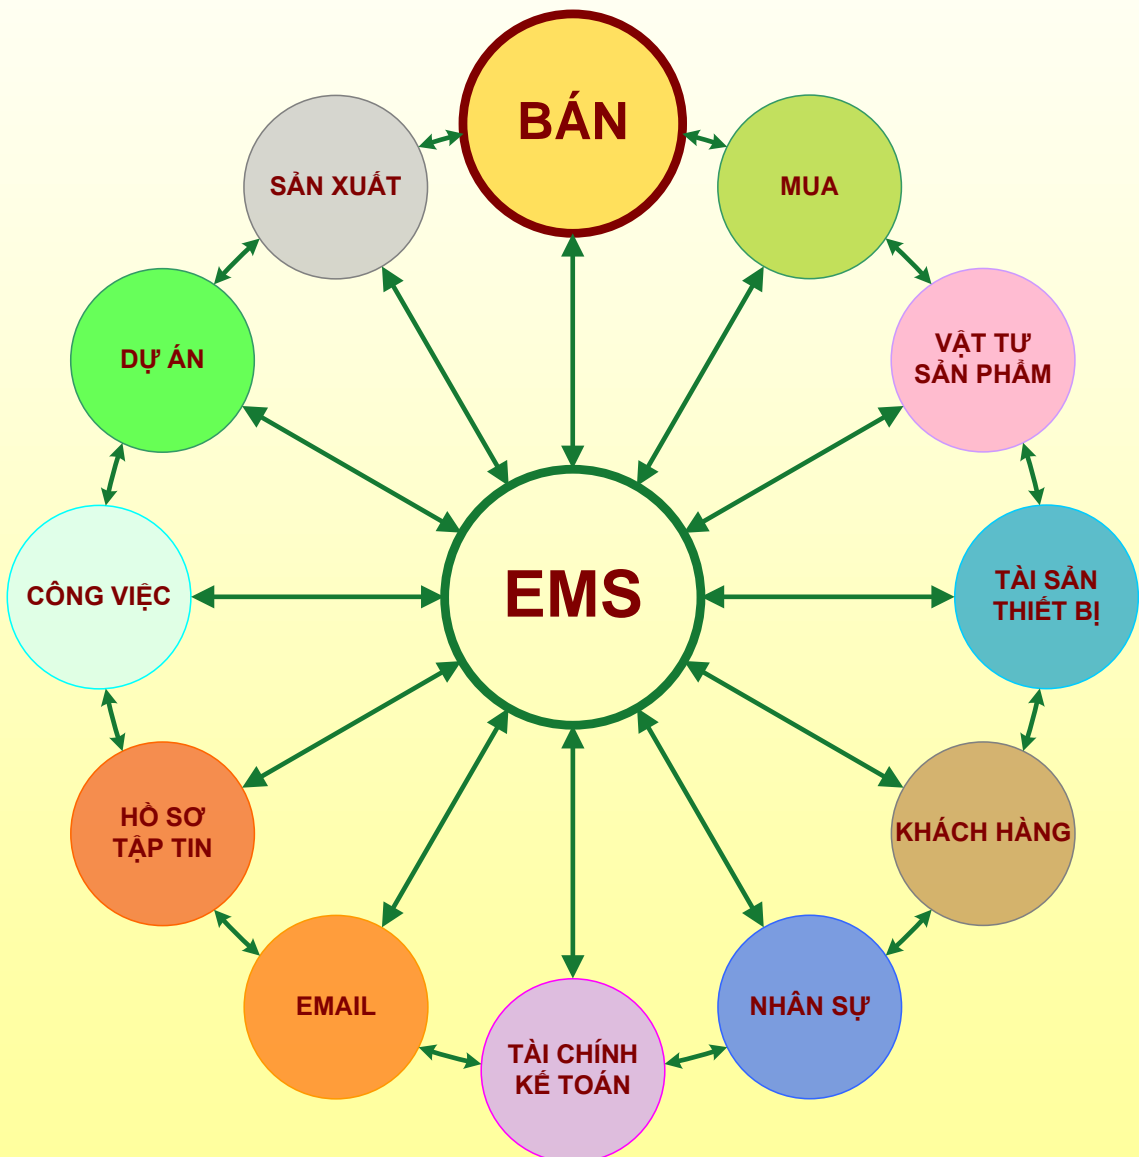 BÁN
SẢN XUẤT
MUA
DỰ ÁN
VẬT TƯ
SẢN PHẨM
EMS
CÔNG VIỆC
TÀI SẢN
THIẾT BỊ
HỒ SƠ
TẬP TIN
KHÁCH HÀNG
EMAIL
NHÂN SỰ
TÀI CHÍNH
KẾ TOÁN